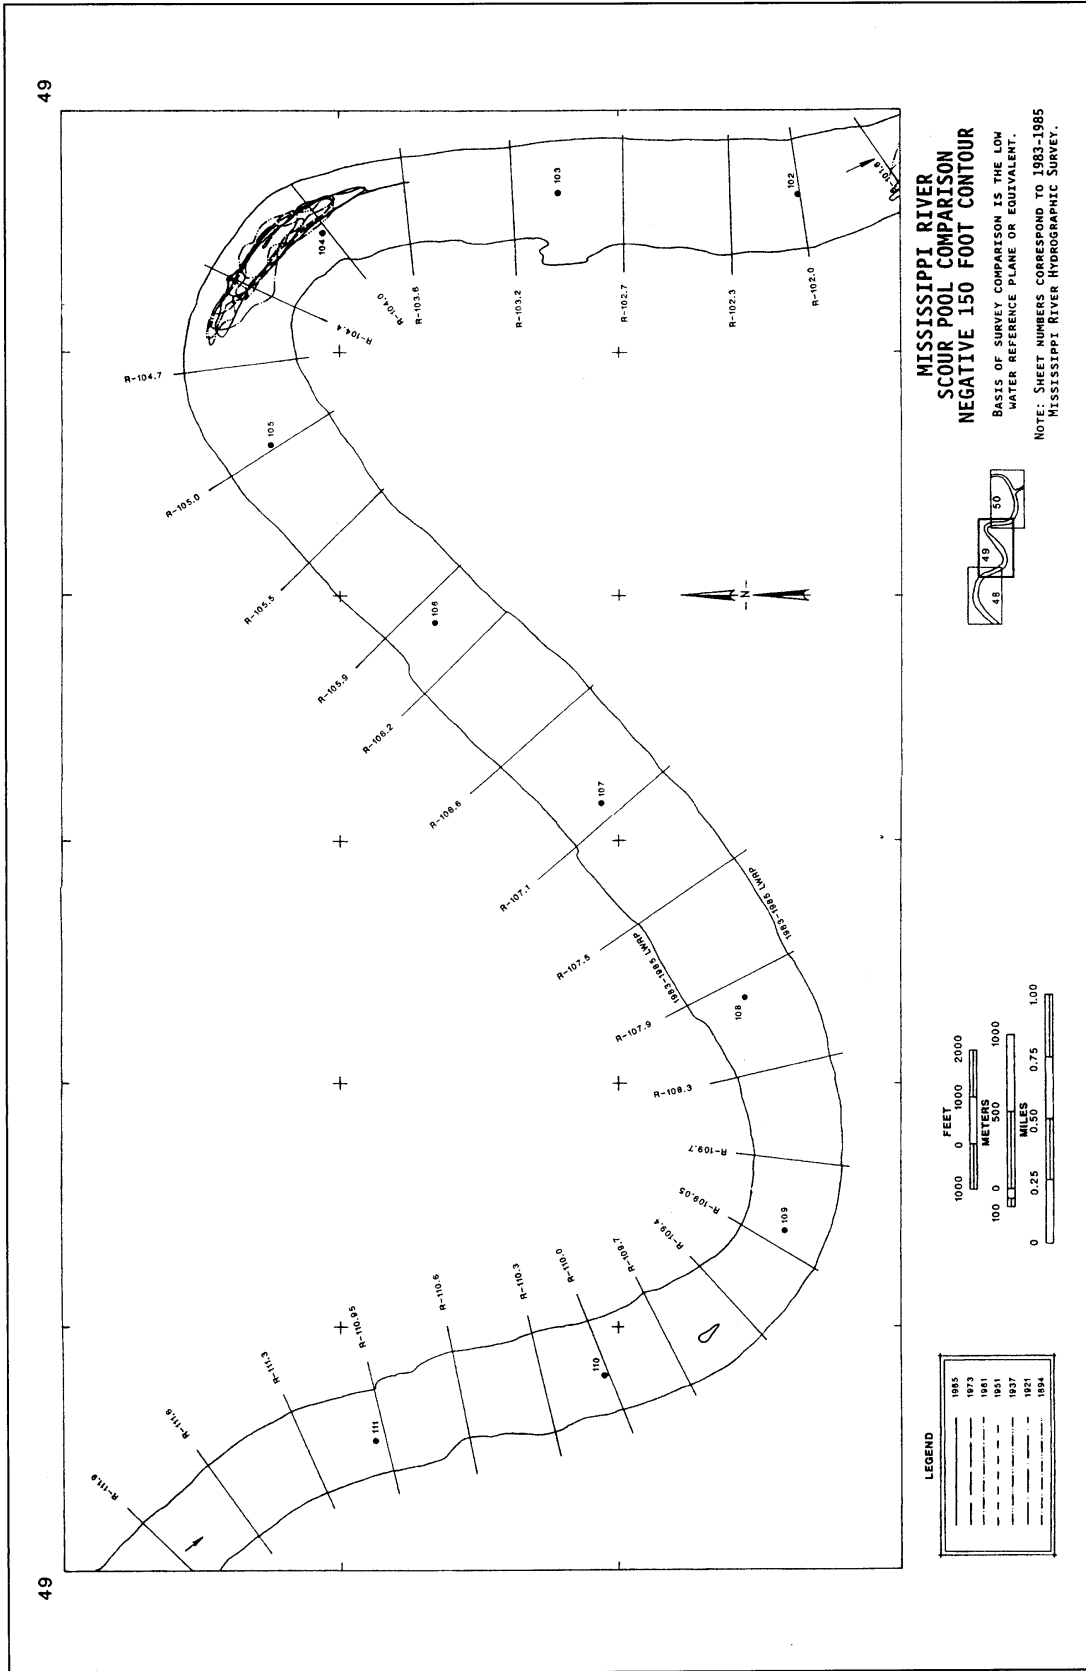 49
49
MISSISSIPPI RIVER
SCOUR POOL COMPARISON
NEGATIVE 150 FOOT CONTOUR
BASIS OF SURVEY COMPARISON IS THE LOW
WATER REFERENCE PLANE OR EQUIVALENT.
NOTE: SHEET NUMBERS CORRESPOND TO 1983-1985
MISSISSIPPI RIVER HYDROGRAPHIC SURVEY.
48
49
50
-N-
R-111.9
R-111.6
R-111.3
R-110.95
111
R-110.6
R-110.3
R-110.0
110
R-109.7
R-109.4
R-109.05
109
R-109.7
R-108.3
R-107.9
108
1983-1985 LWRP
1983-1985 LWRP
R-107.5
R-107.1
107
R-106.6
R-106.2
R-105.9
106
R-105.5
R-105.0
105
R-104.7
R-104.4
R-104.0
104
R-103.6
R-103.2
103
R-102.7
R-102.3
R-102.0
102
R-101.6
LEGEND
1985
1973
1961
1951
1937
1921
1894
FEET
1000 0 1000 2000
METERS
100 0 500 1000
MILES
0 0.25 0.50 0.75 1.00